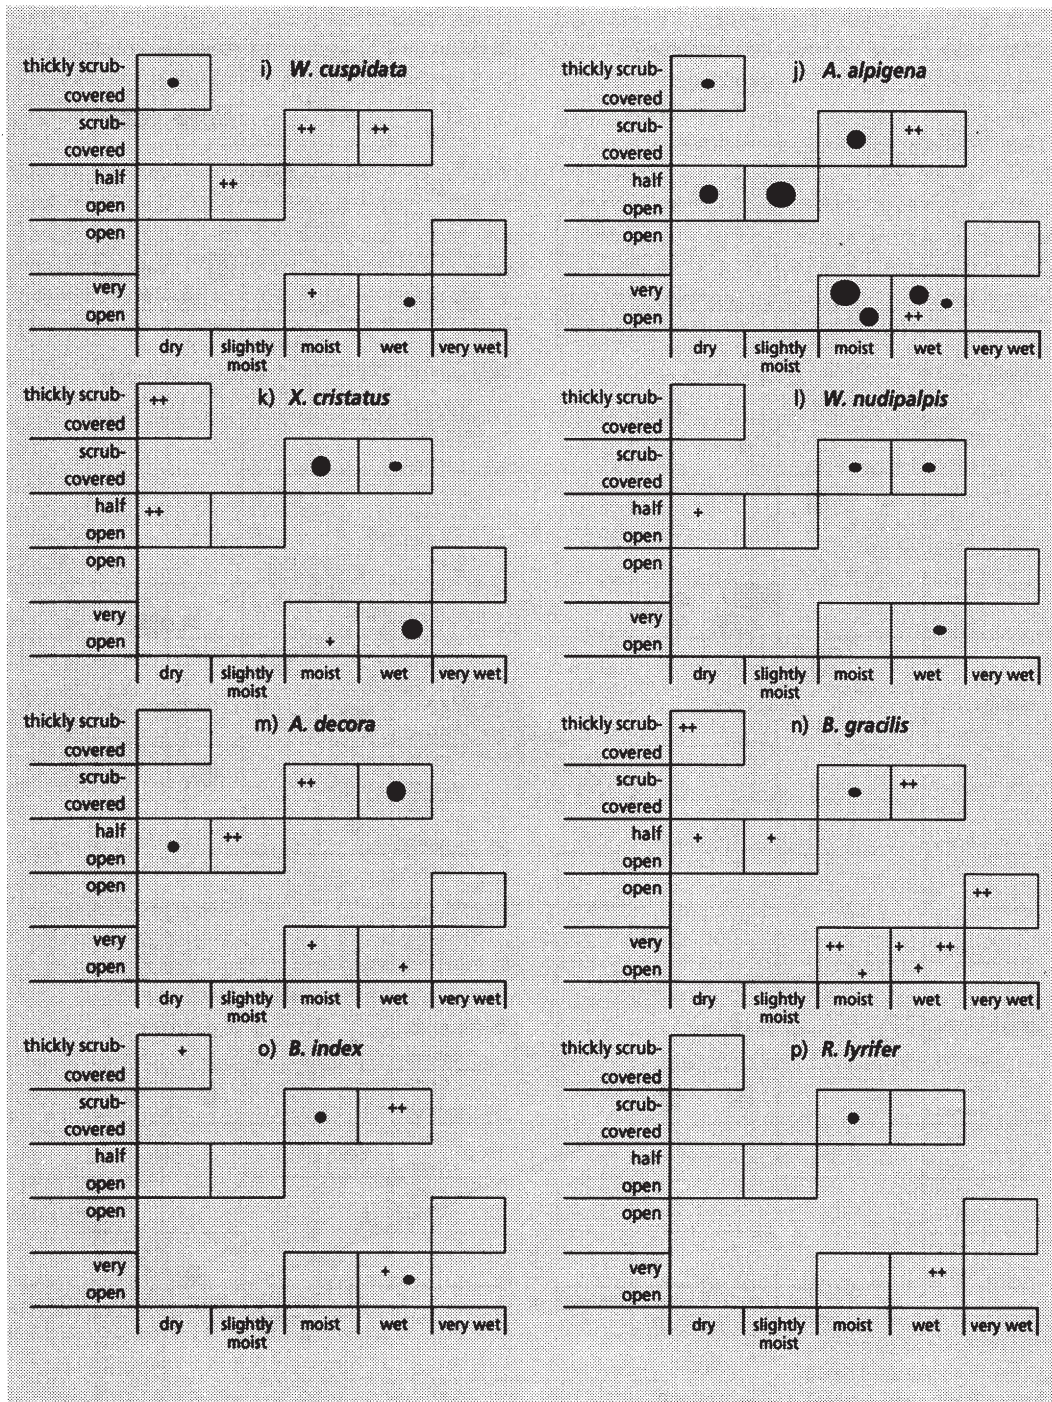 i) W. cuspidata
thickly scrub-
covered
++ ++
scrub-
covered
++
half
open
open
+
very
open
dry slightly moist wet very wet
moist
j) A. alpigena
thickly scrub-
covered
++
scrub-
covered
half
open
open
very
++
open
dry slightly moist wet very wet
moist
k) X. cristatus
thickly scrub-
++
covered
scrub-
covered
half
++
open
open
very
+
open
dry slightly moist wet very wet
moist
l) W. nudipalpis
thickly scrub-
covered
scrub-
covered
half
+
open
open
very
open
dry slightly moist wet very wet
moist
m) A. decora
thickly scrub-
covered
scrub-
++
covered
half
++
open
open
very
+
+
open
dry slightly moist wet very wet
moist
n) B. gracilis
thickly scrub-
++
covered
scrub-
++
covered
half
+ +
open
open
++
very
++ + ++
+ +
open
dry slightly moist wet very wet
moist
o) B. index
thickly scrub-
+
covered
scrub-
++
covered
half
open
open
very
+
open
dry slightly moist wet very wet
moist
p) R. lyrifer
thickly scrub-
covered
scrub-
covered
half
open
open
very
++
open
dry slightly moist wet very wet
moist